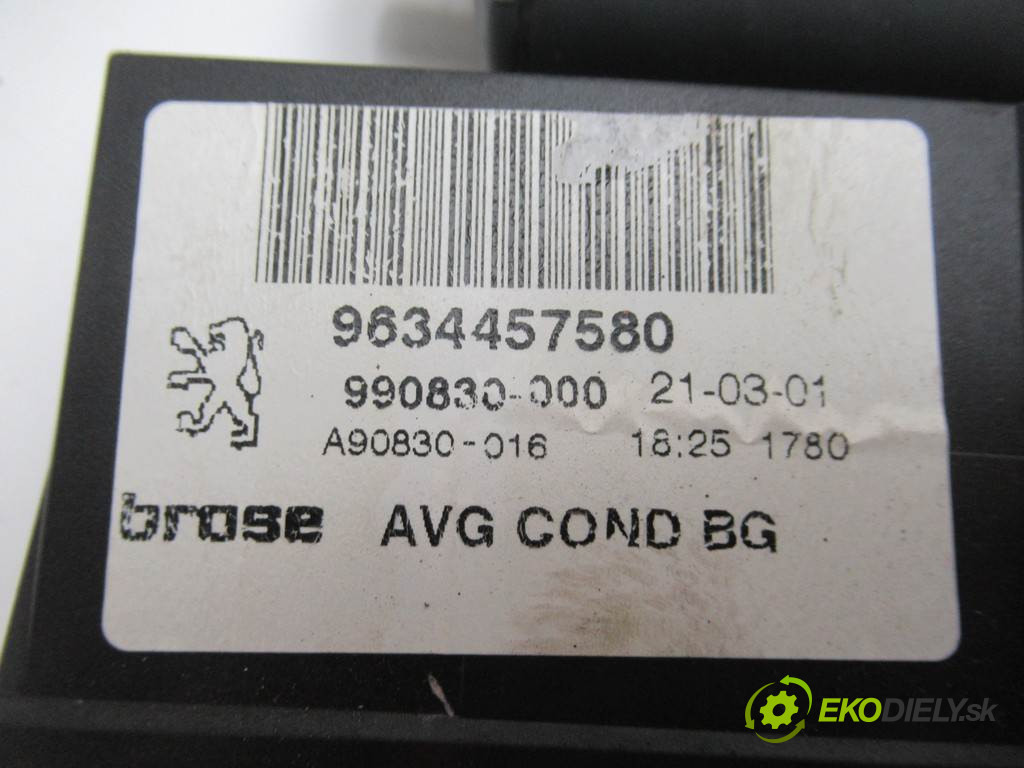 9634457580
990830-000 21-03-01
A90830-016 18:25 1780
brose AVG COND BG
EKODIELY.sk